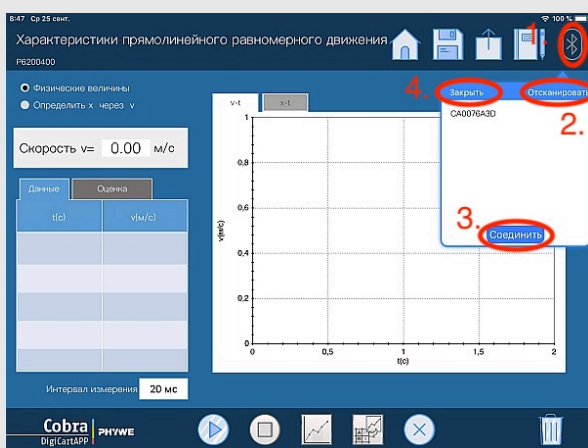 8:47 Ср 25 сент.
100 %
Характеристики прямолинейного равномерного движения
P6200400
1.
Физические величины
Определить x через v
4.
Закрыть
Отсканировать
CA0076A3D
2.
v-t
x-t
Скорость v= 0.00 м/с
Данные
Оценка
t(c)
v(м/c)
3.
Соединить
v(м/c)
1
0,8
0,6
0,4
0,2
0
0
0,5
1
1,5
2
t(c)
Интервал измерения 20 мс
Cobra
DigiCartAPP
PHYWE